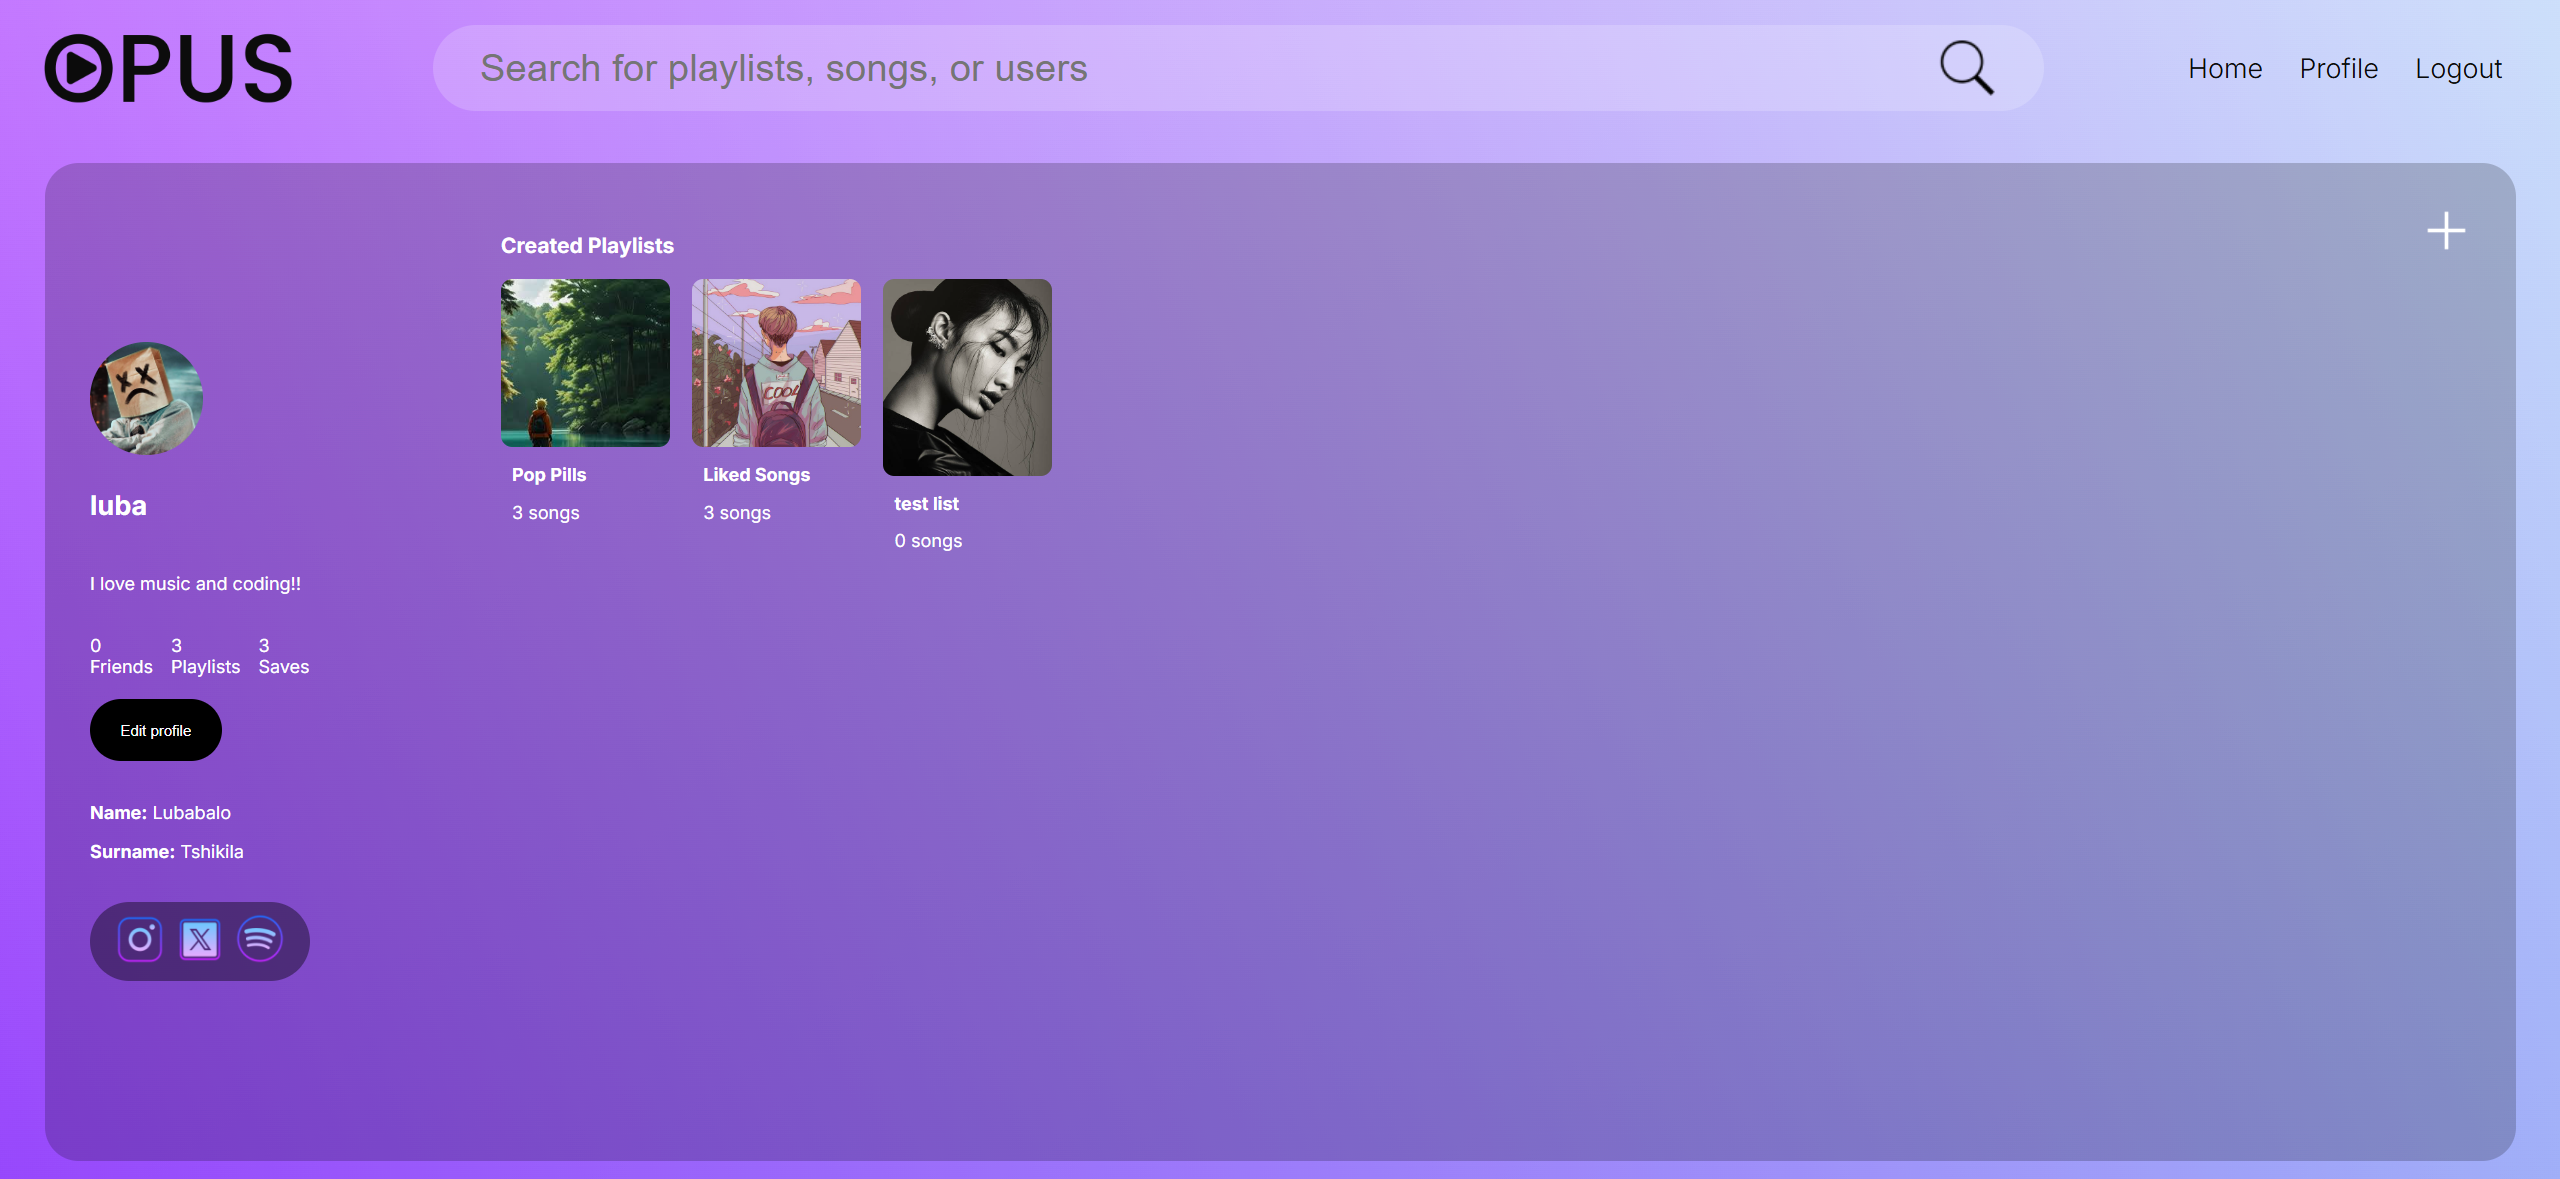 OPUS
Search for playlists, songs, or users
Home Profile Logout
Created Playlists
COOL
Pop Pills
3 songs
Liked Songs
3 songs
test list
0 songs
luba
I love music and coding!!
0 Friends
3 Playlists
3 Saves
Edit profile
Name: Lubabalo
Surname: Tshikila